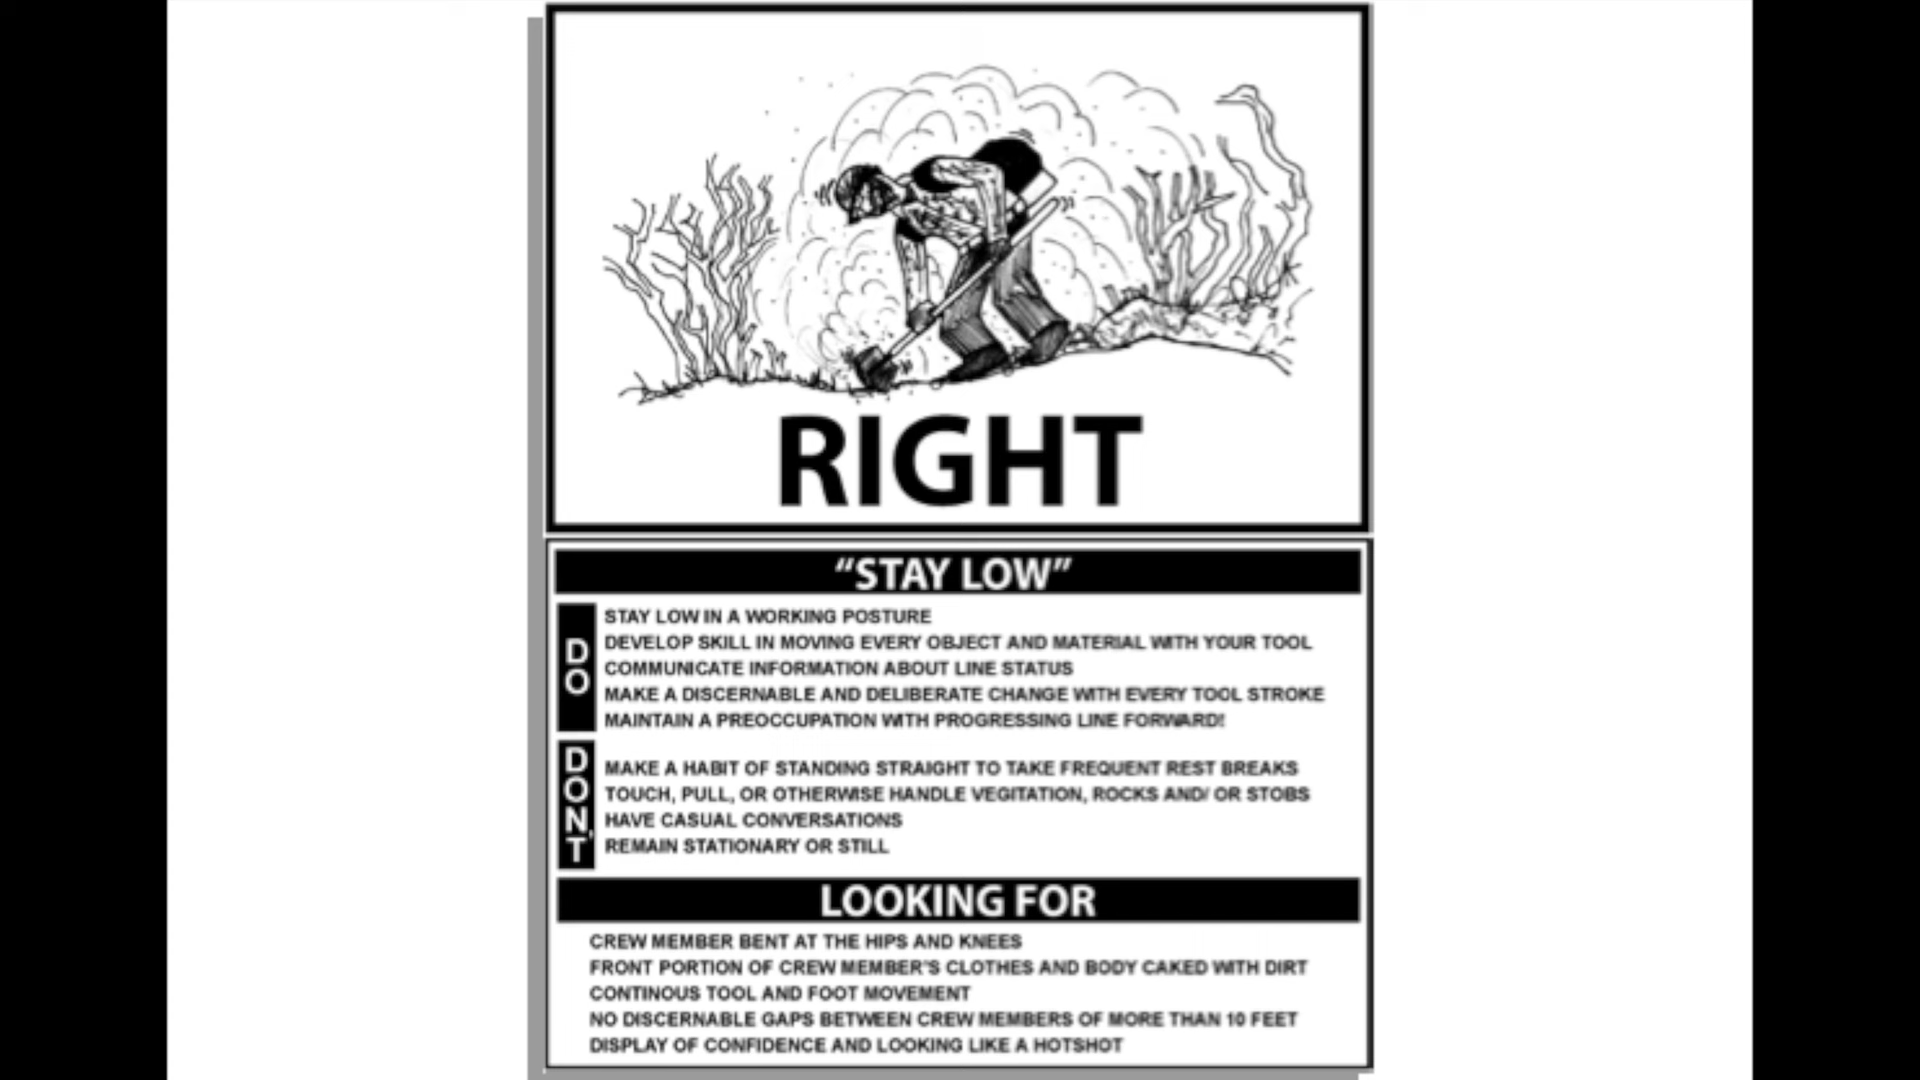 RIGHT
“STAY LOW”
DO
STAY LOW IN A WORKING POSTURE
DEVELOP SKILL IN MOVING EVERY OBJECT AND MATERIAL WITH YOUR TOOL
COMMUNICATE INFORMATION ABOUT LINE STATUS
MAKE A DISCERNABLE AND DELIBERATE CHANGE WITH EVERY TOOL STROKE
MAINTAIN A PREOCCUPATION WITH PROGRESSING LINE FORWARD!
DON'T
MAKE A HABIT OF STANDING STRAIGHT TO TAKE FREQUENT REST BREAKS
TOUCH, PULL, OR OTHERWISE HANDLE VEGITATION, ROCKS AND/ OR STOBS
HAVE CASUAL CONVERSATIONS
REMAIN STATIONARY OR STILL
LOOKING FOR
CREW MEMBER BENT AT THE HIPS AND KNEES
FRONT PORTION OF CREW MEMBER'S CLOTHES AND BODY CAKED WITH DIRT
CONTINOUS TOOL AND FOOT MOVEMENT
NO DISCERNABLE GAPS BETWEEN CREW MEMBERS OF MORE THAN 10 FEET
DISPLAY OF CONFIDENCE AND LOOKING LIKE A HOTSHOT